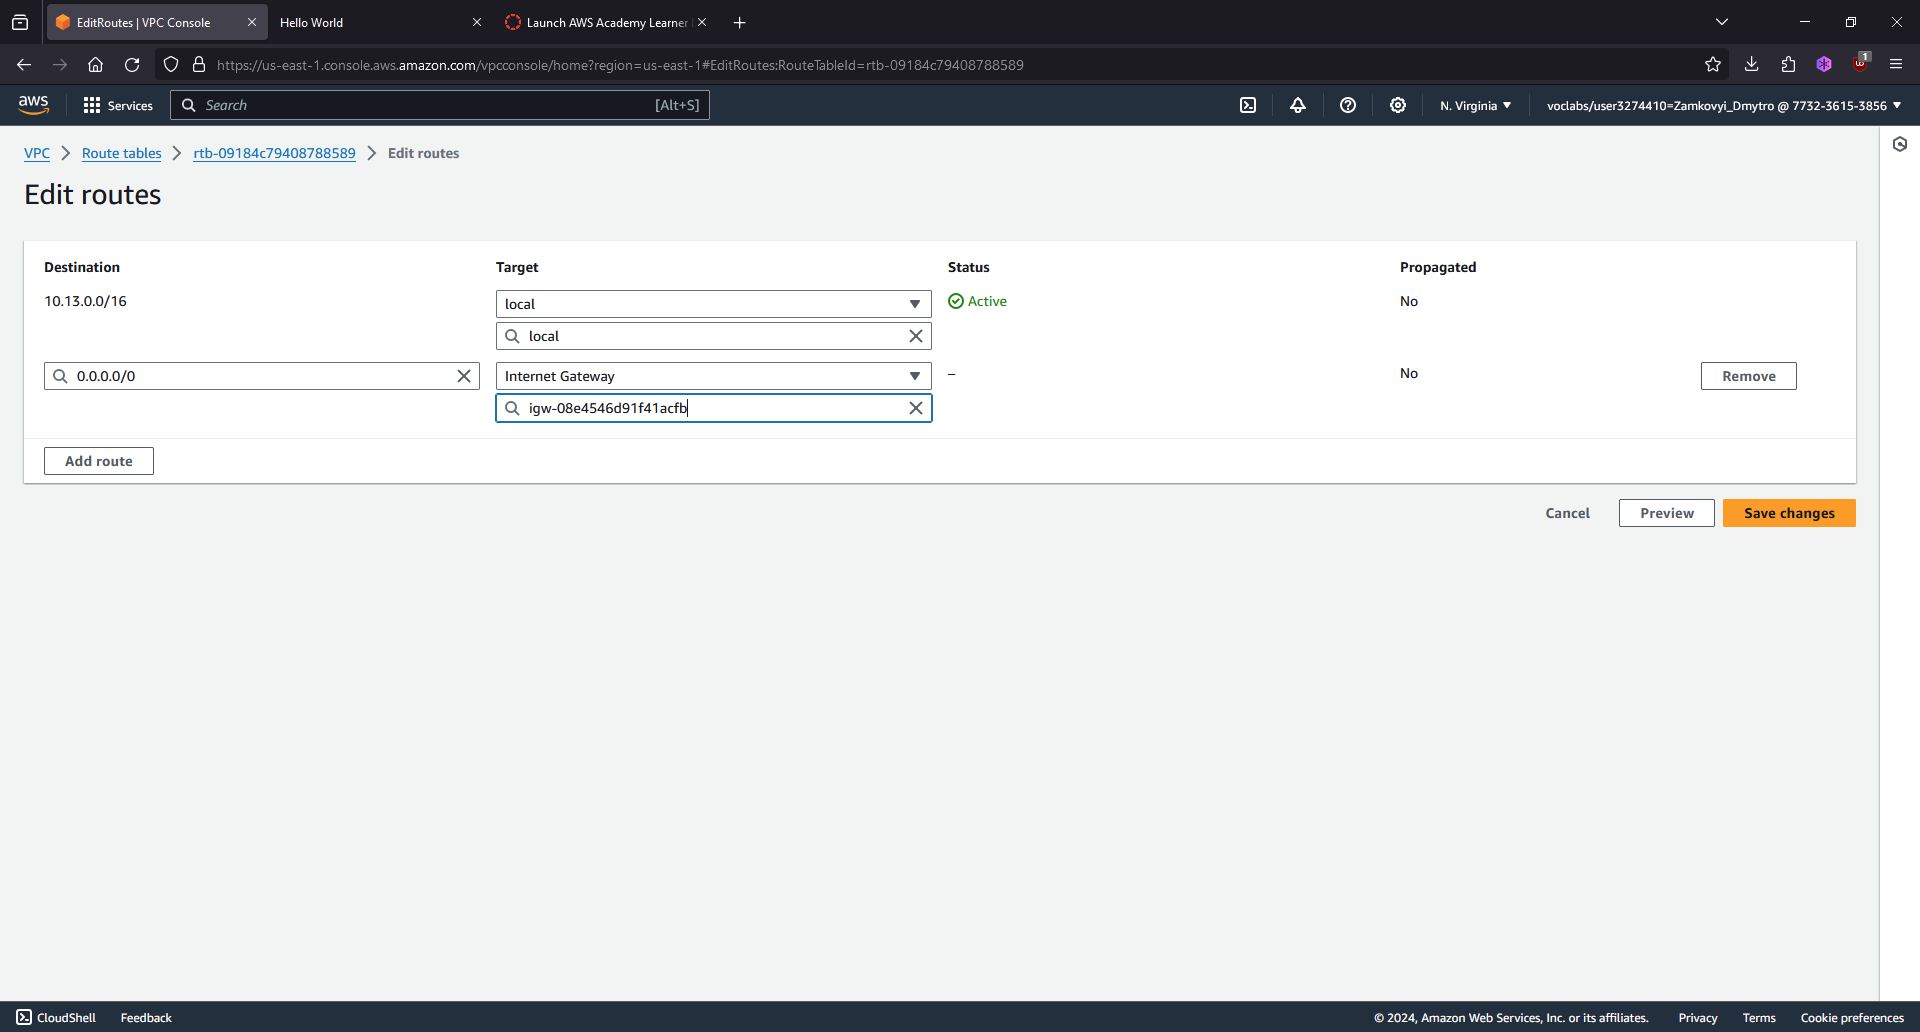 EditRoutes | VPC Console
Hello World
Launch AWS Academy Learner
https://us-east-1.console.aws.amazon.com/vpcconsole/home?region=us-east-1#EditRoutes:RouteTableId=rtb-09184c79408788589
1
aws
Services
Search
[Alt+S]
N. Virginia
voclabs/user3274410=Zamkovyi_Dmytro @ 7732-3615-3856
VPC
Route tables
rtb-09184c79408788589
Edit routes
Edit routes
Destination
Target
Status
Propagated
10.13.0.0/16
local
Active
No
local
0.0.0.0/0
Internet Gateway
–
No
Remove
igw-08e4546d91f41acfb
Add route
Cancel
Preview
Save changes
CloudShell
Feedback
© 2024, Amazon Web Services, Inc. or its affiliates.
Privacy
Terms
Cookie preferences